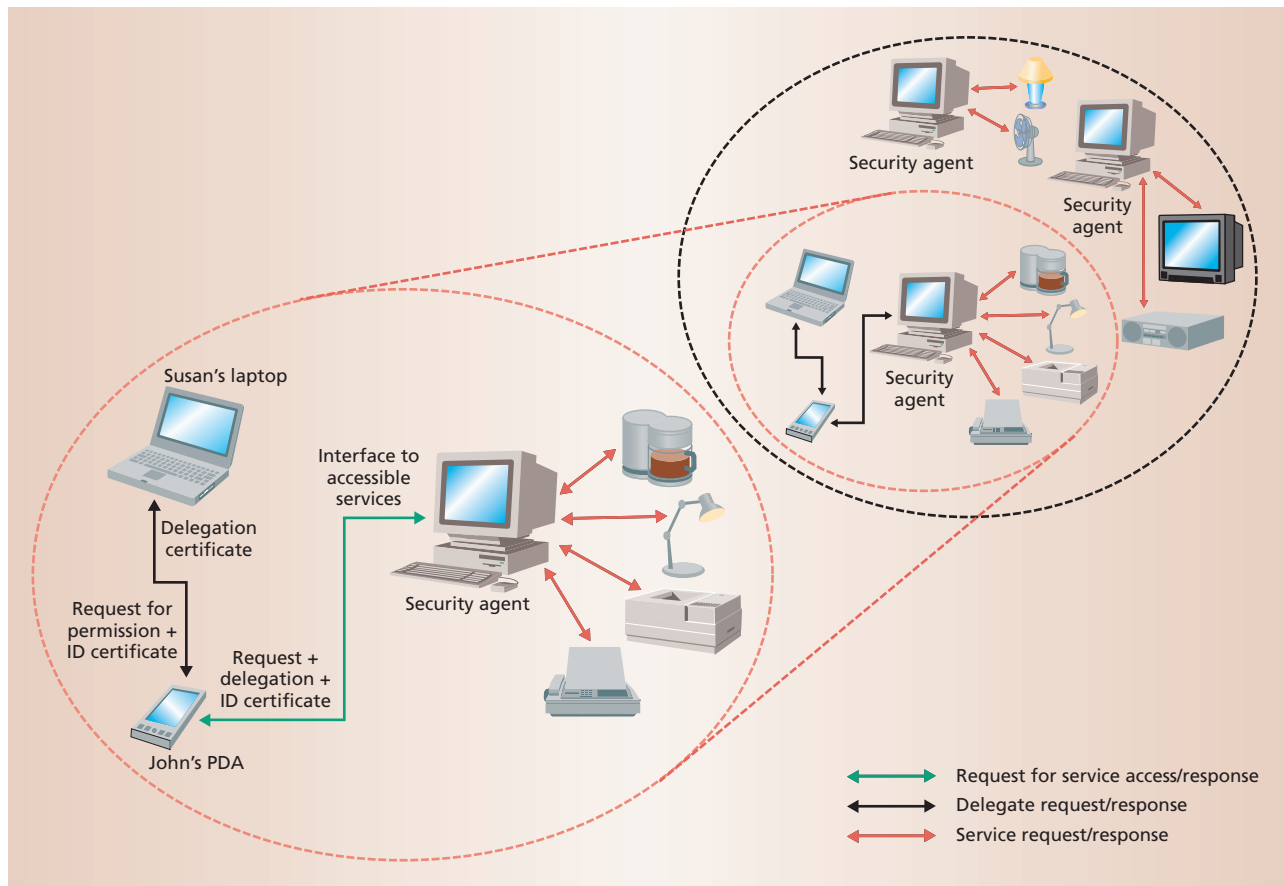 Security agent
Security
agent
Security
agent
Susan's laptop
Interface to
accessible
services
Delegation
certificate
Security agent
Request for
permission +
ID certificate
Request +
delegation +
ID certificate
John's PDA
Request for service access/response
Delegate request/response
Service request/response